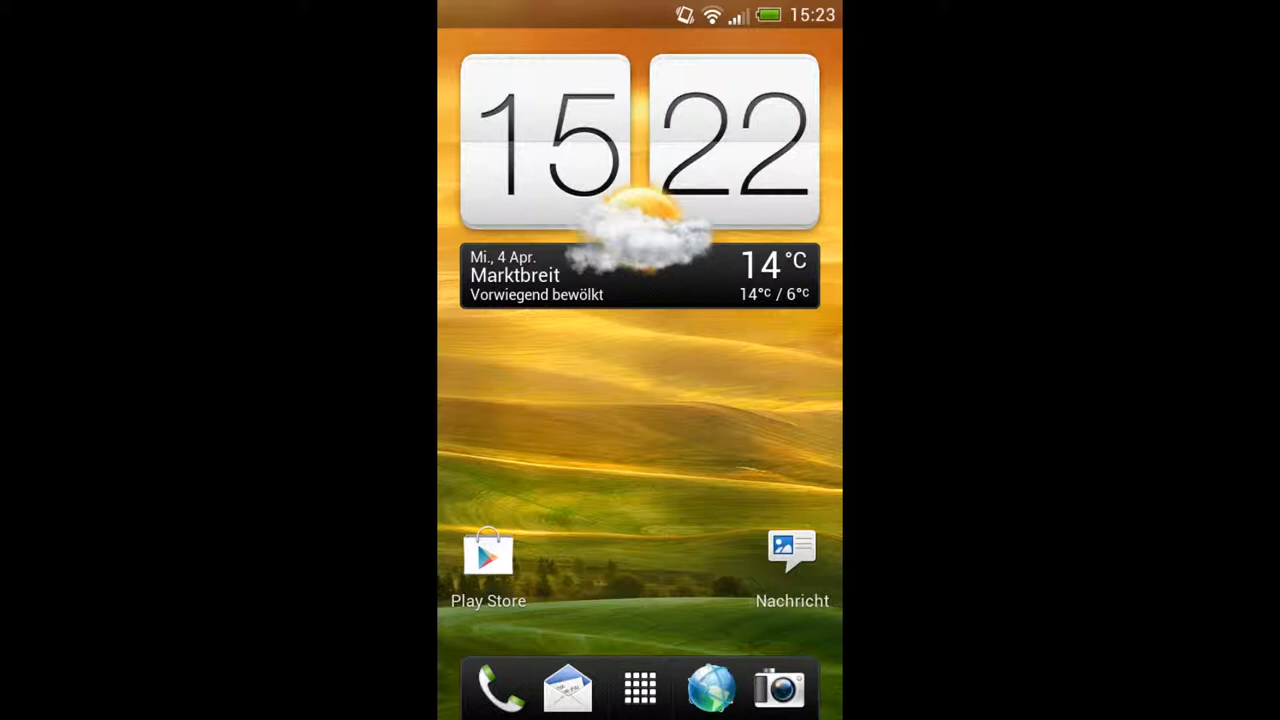 15:23
15 22
Mi., 4 Apr.
Marktbreit
Vorwiegend bewölkt
14 °C
14°C / 6°C
Play Store
Nachricht